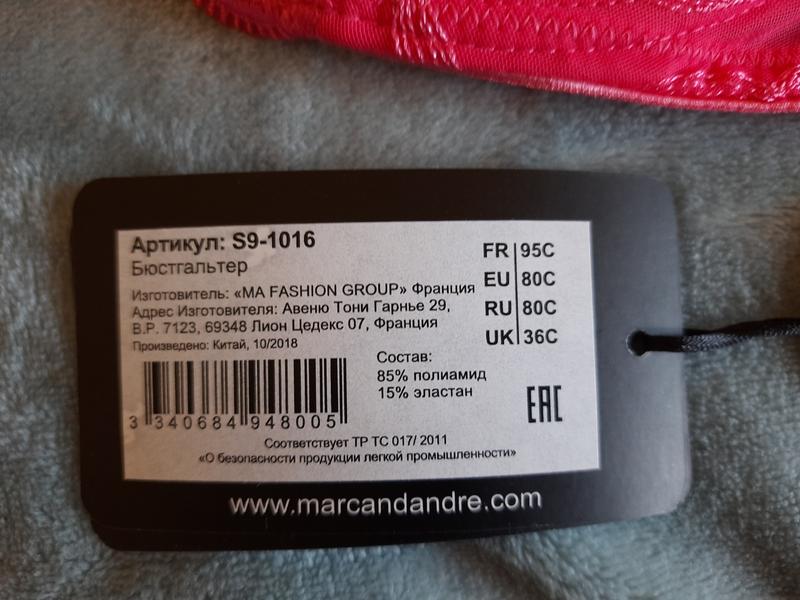 Артикул: S9-1016
Бюстгальтер
Изготовитель: «MA FASHION GROUP» Франция
Адрес Изготовителя: Авеню Тони Гарнье 29,
B.P. 7123, 69348 Лион Цедекс 07, Франция
Произведено: Китай, 10/2018
FR 95C
EU 80C
RU 80C
UK 36C
Состав:
85% полиамид
15% эластан
3 340684 948005
EAC
Соответствует ТР ТС 017/ 2011
«О безопасности продукции легкой промышленности»
www.marcandandre.com